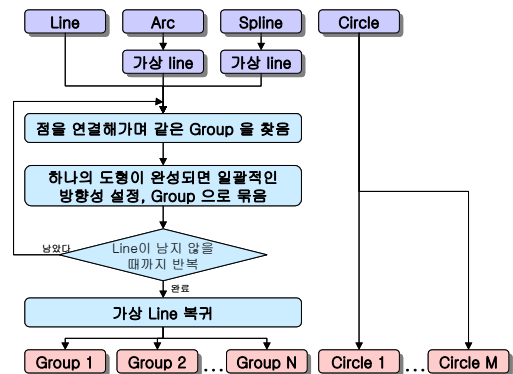 Line
Arc
Spline
Circle
가상 line
가상 line
점을 연결해가며 같은 Group 을 찾음
하나의 도형이 완성되면 일괄적인
방향성 설정, Group 으로 묶음
남았다
Line이 남지 않을
때까지 반복
완료
가상 Line 복귀
Group 1
Group 2
...
Group N
Circle 1
...
Circle M